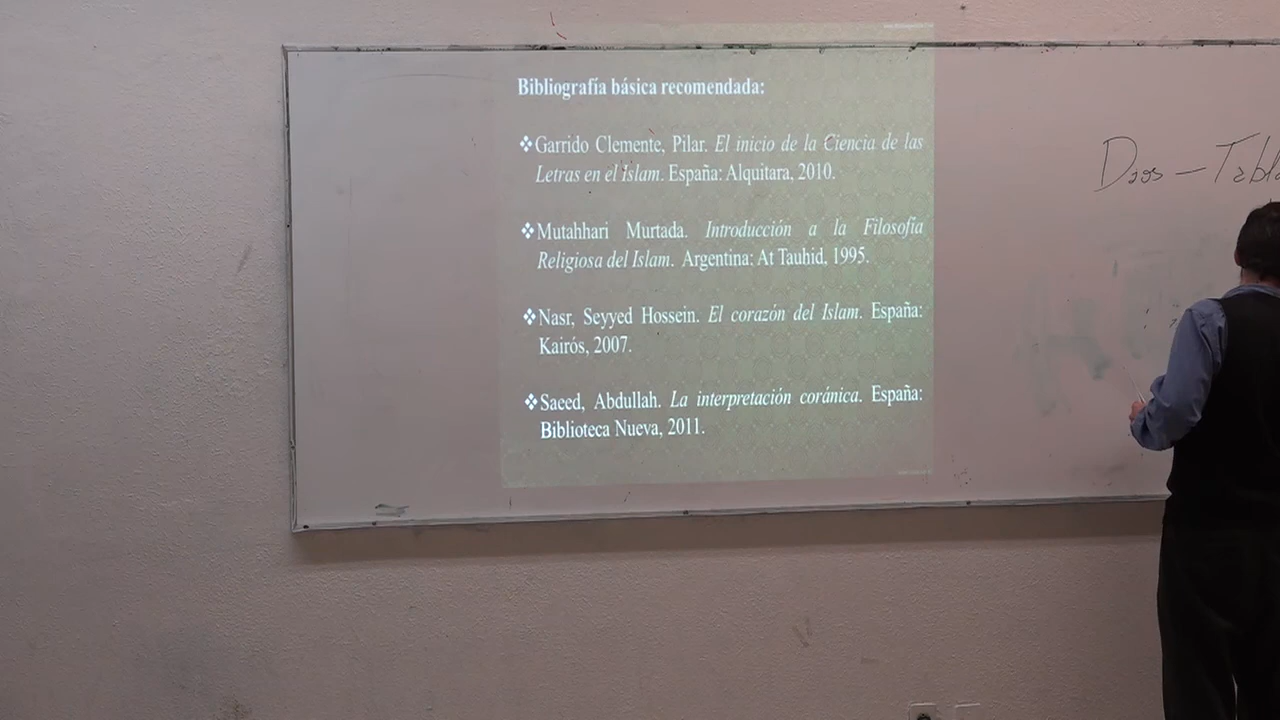 Bibliografía básica recomendada:
❖Garrido Clemente, Pilar. El inicio de la Ciencia de las
Letras en el Islam. España: Alquitara, 2010.
❖Mutahhari Murtada. Introducción a la Filosofía
Religiosa del Islam. Argentina: At Tauhid, 1995.
❖Nasr, Seyyed Hossein. El corazón del Islam. España:
Kairós, 2007.
❖Saeed, Abdullah. La interpretación coránica. España:
Biblioteca Nueva, 2011.